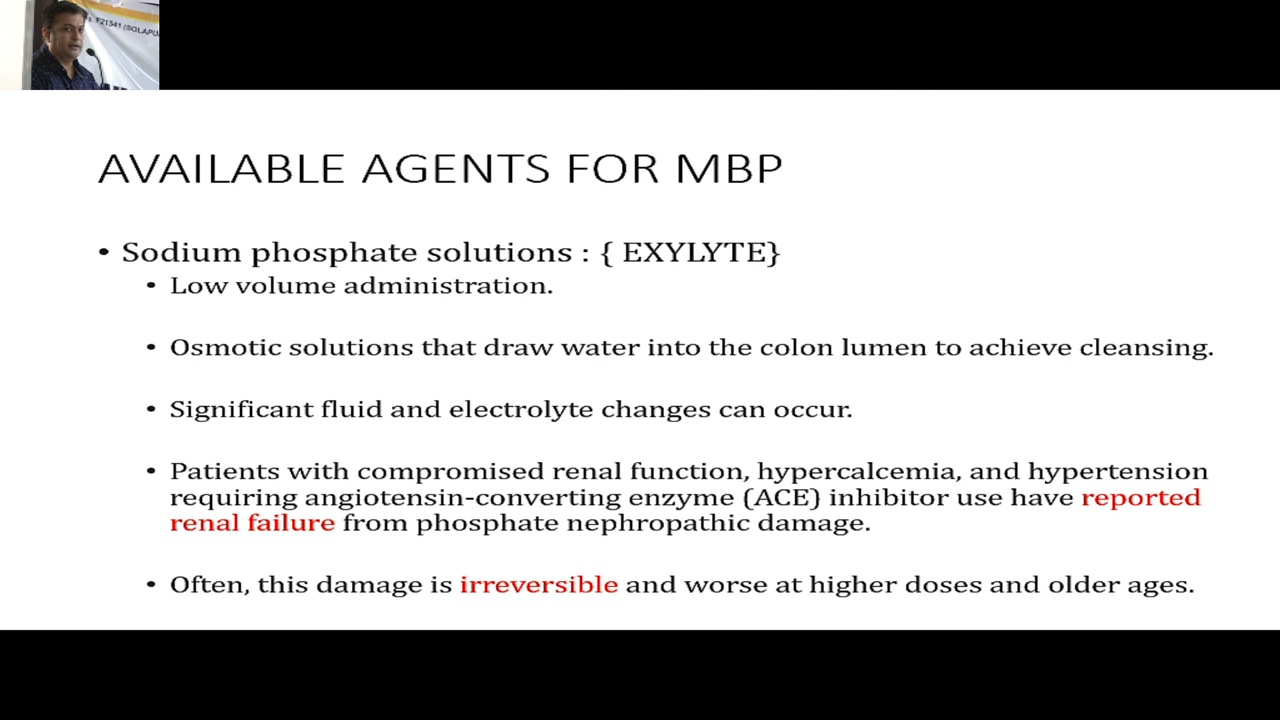 F21541 (SOLAPU
AVAILABLE AGENTS FOR MBP
• Sodium phosphate solutions : { EXYLYTE}
• Low volume administration.
• Osmotic solutions that draw water into the colon lumen to achieve cleansing.
• Significant fluid and electrolyte changes can occur.
• Patients with compromised renal function, hypercalcemia, and hypertension
requiring angiotensin-converting enzyme (ACE) inhibitor use have reported
renal failure from phosphate nephropathic damage.
• Often, this damage is irreversible and worse at higher doses and older ages.